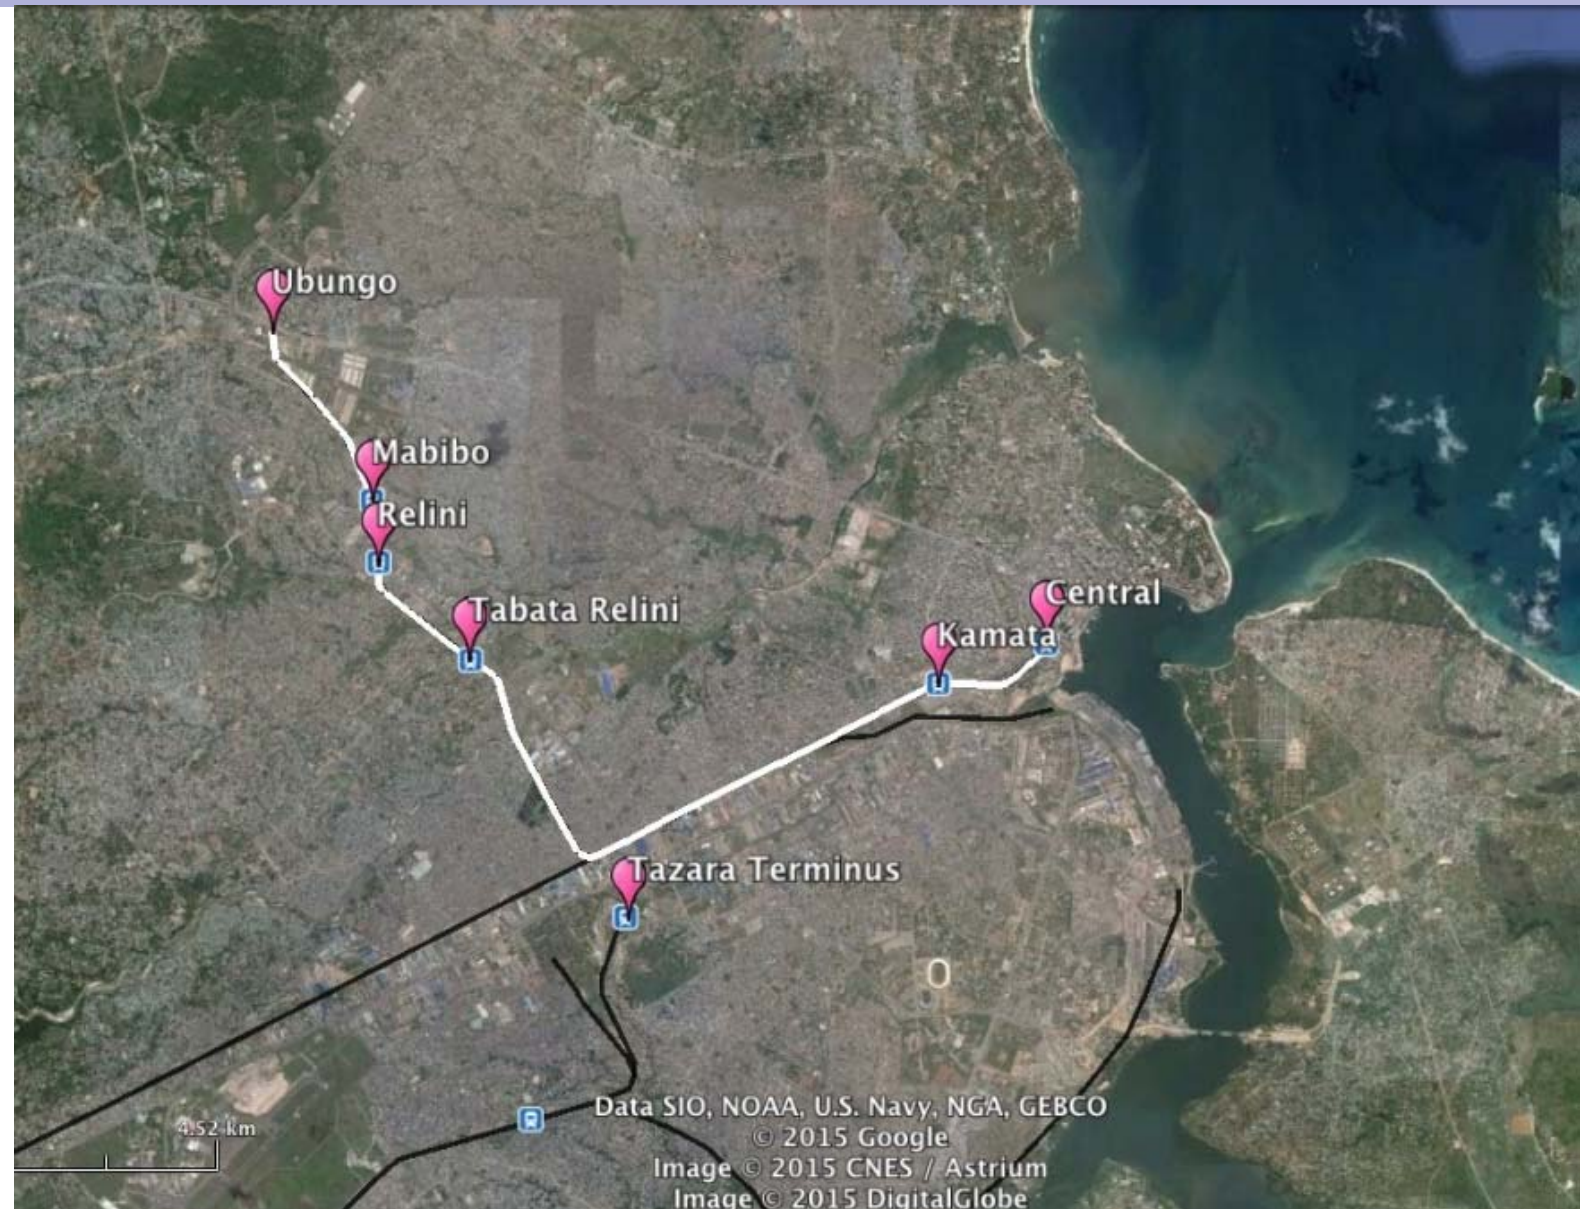 Ubungo
Mabibo
Relini
Tabata Relini
Central
Kamata
Tazara Terminus
4.52 km
Data SIO, NOAA, U.S. Navy, NGA, GEBCO
© 2015 Google
Image © 2015 CNES / Astrium
Image © 2015 DigitalGlobe